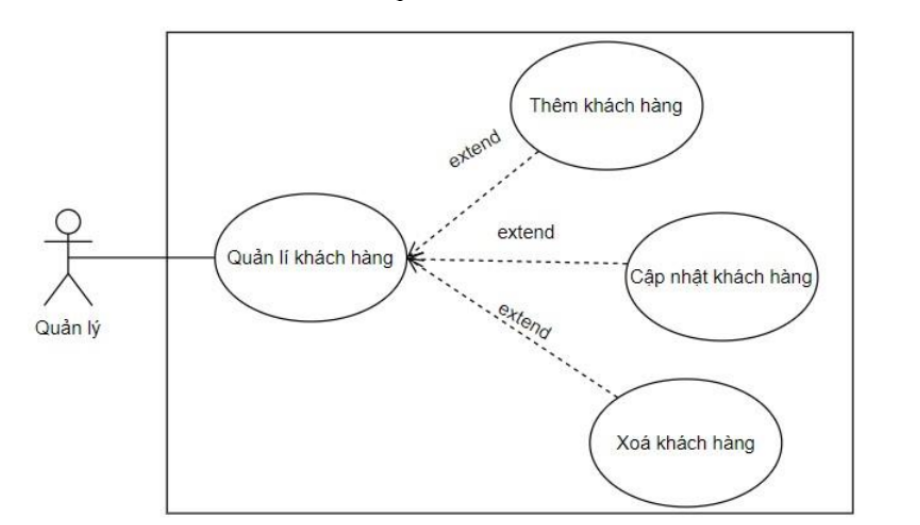 Thêm khách hàng
extend
extend
Quản lí khách hàng
Cập nhật khách hàng
extend
Quản lý
Xoá khách hàng